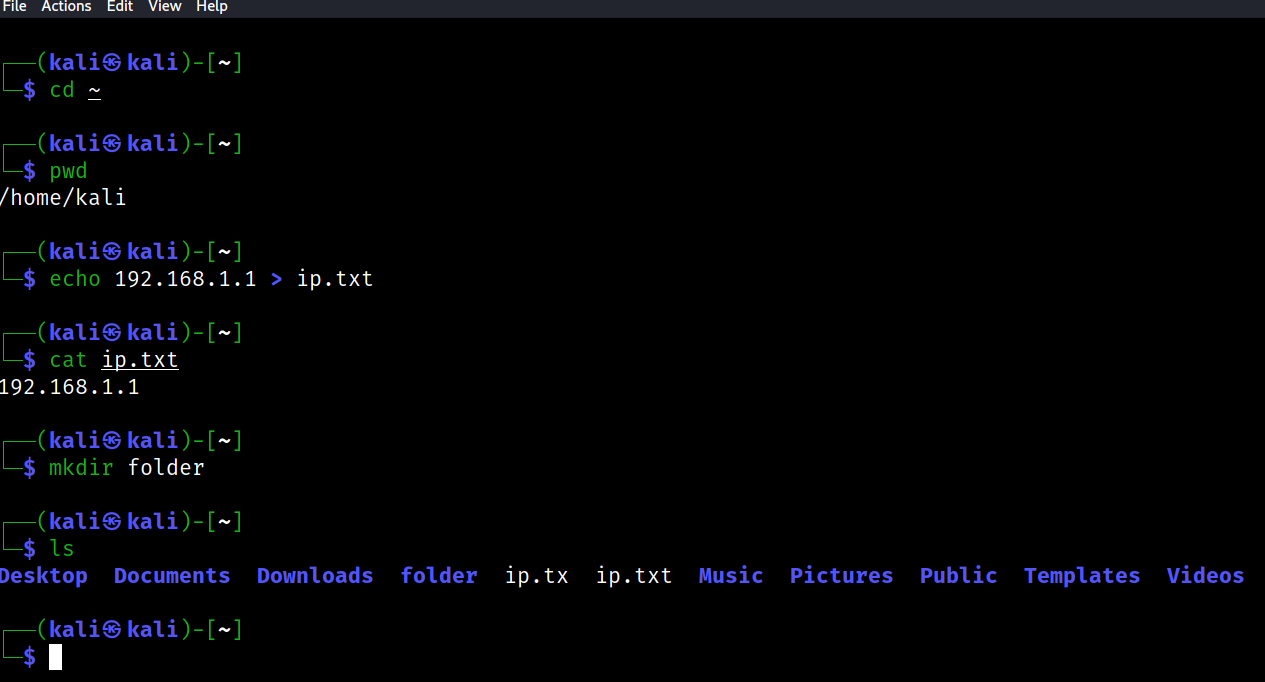 File Actions Edit View Help
┌──(kali㉿kali)-[~]
└─$ cd ~
┌──(kali㉿kali)-[~]
└─$ pwd
/home/kali
┌──(kali㉿kali)-[~]
└─$ echo 192.168.1.1 > ip.txt
┌──(kali㉿kali)-[~]
└─$ cat ip.txt
192.168.1.1
┌──(kali㉿kali)-[~]
└─$ mkdir folder
┌──(kali㉿kali)-[~]
└─$ ls
Desktop Documents Downloads folder ip.tx ip.txt Music Pictures Public Templates Videos
┌──(kali㉿kali)-[~]
└─$